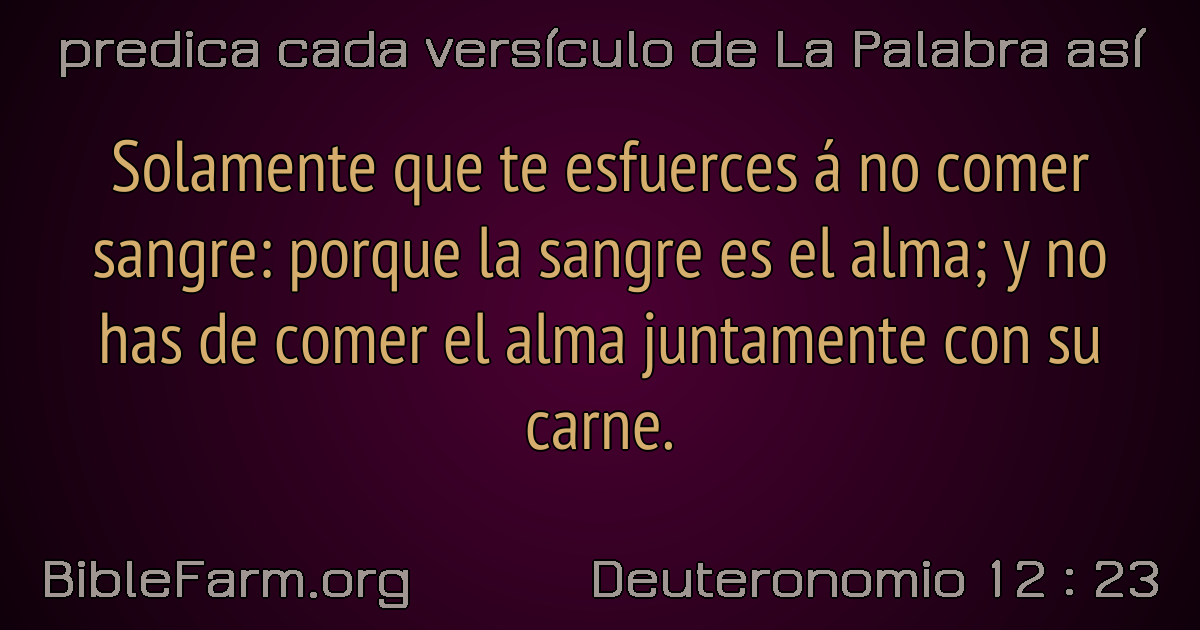 predica cada versículo de La Palabra así
Solamente que te esfuerces á no comer
sangre: porque la sangre es el alma; y no
has de comer el alma juntamente con su
carne.
BibleFarm.org
Deuteronomio 12 : 23